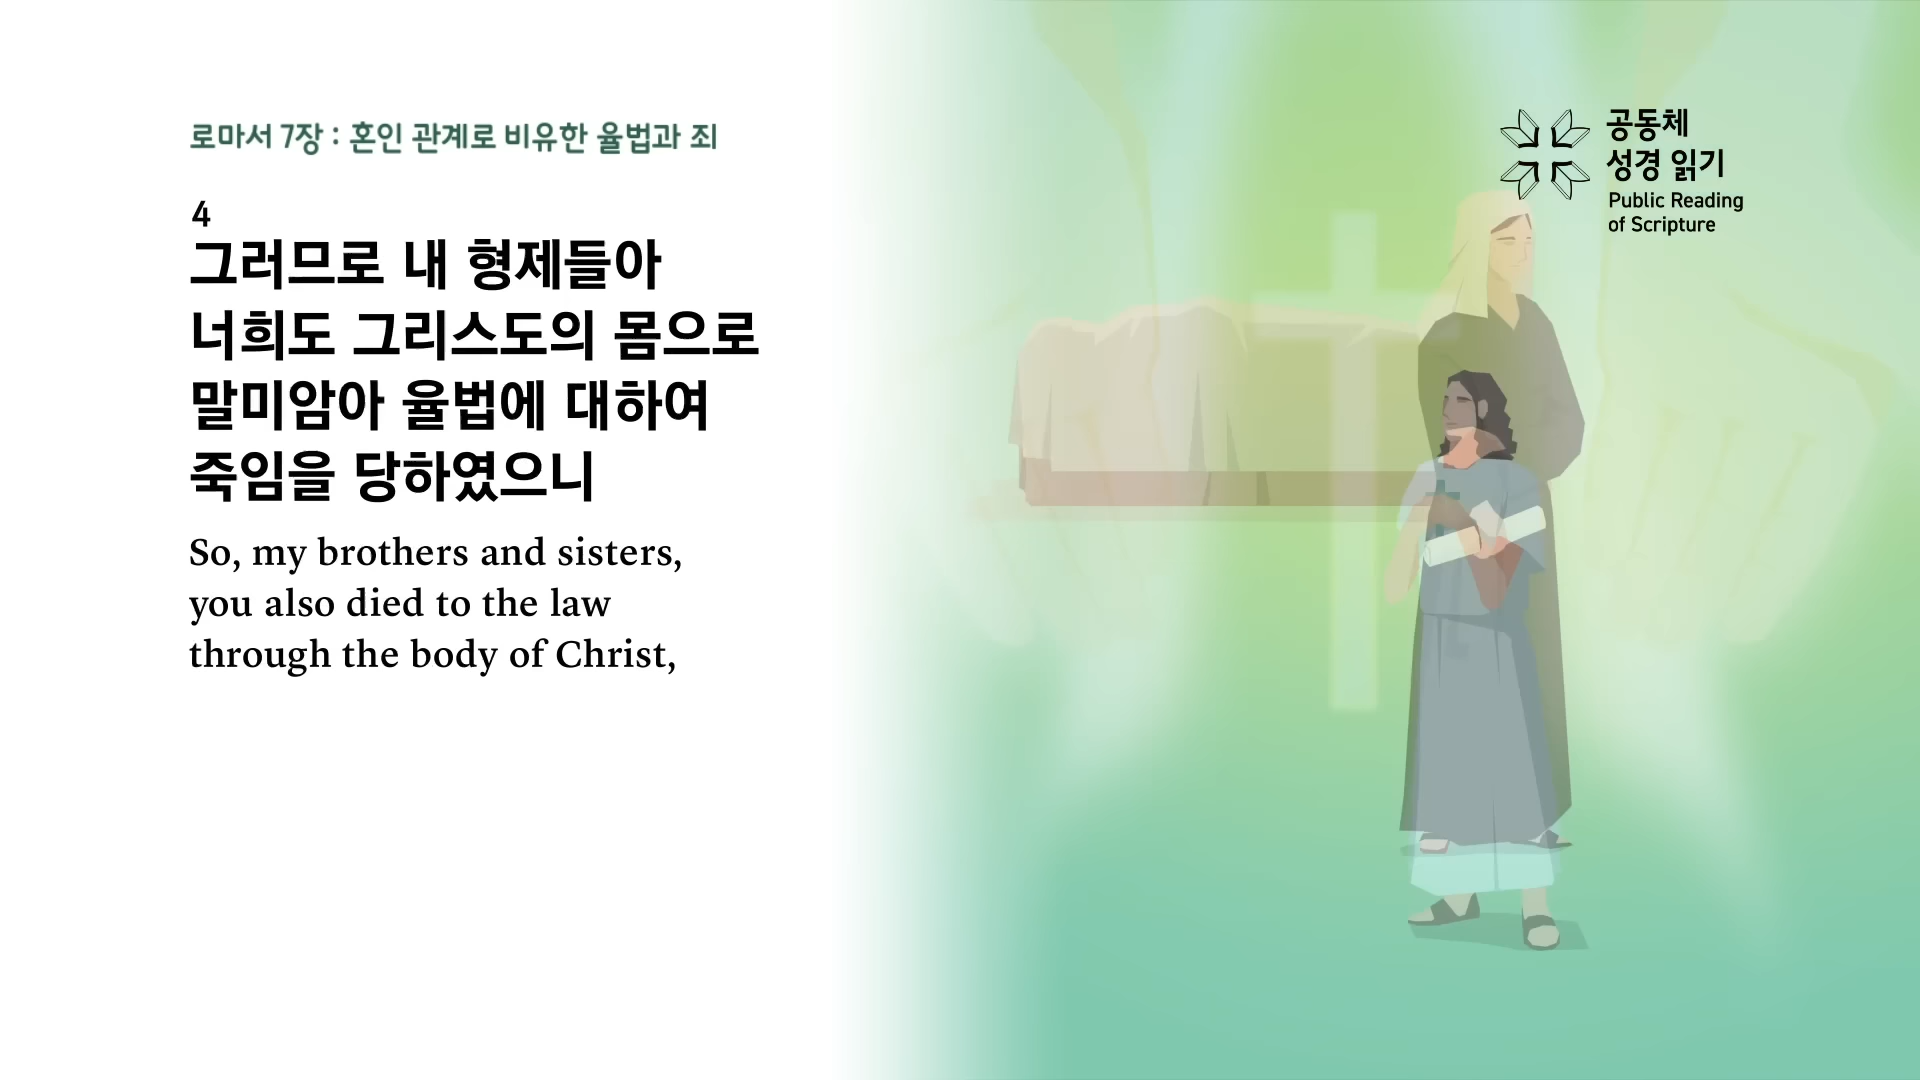 로마서 7장 : 혼인 관계로 비유한 율법과 죄
4
그러므로 내 형제들아
너희도 그리스도의 몸으로
말미암아 율법에 대하여
죽임을 당하였으니
So, my brothers and sisters,
you also died to the law
through the body of Christ,
공동체
성경 읽기
Public Reading
of Scripture